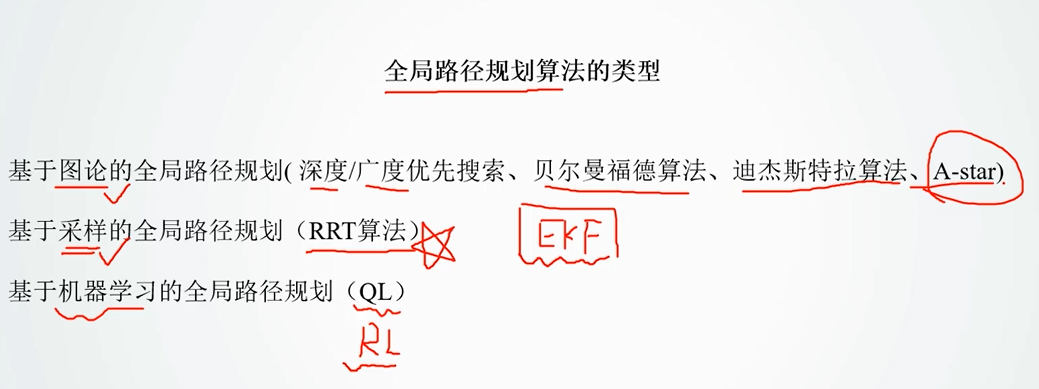 全局路径规划算法的类型
基于图论的全局路径规划( 深度/广度优先搜索、贝尔曼福德算法、迪杰斯特拉算法、A-star)
基于采样的全局路径规划（RRT算法）
EKF
基于机器学习的全局路径规划（QL）
RL